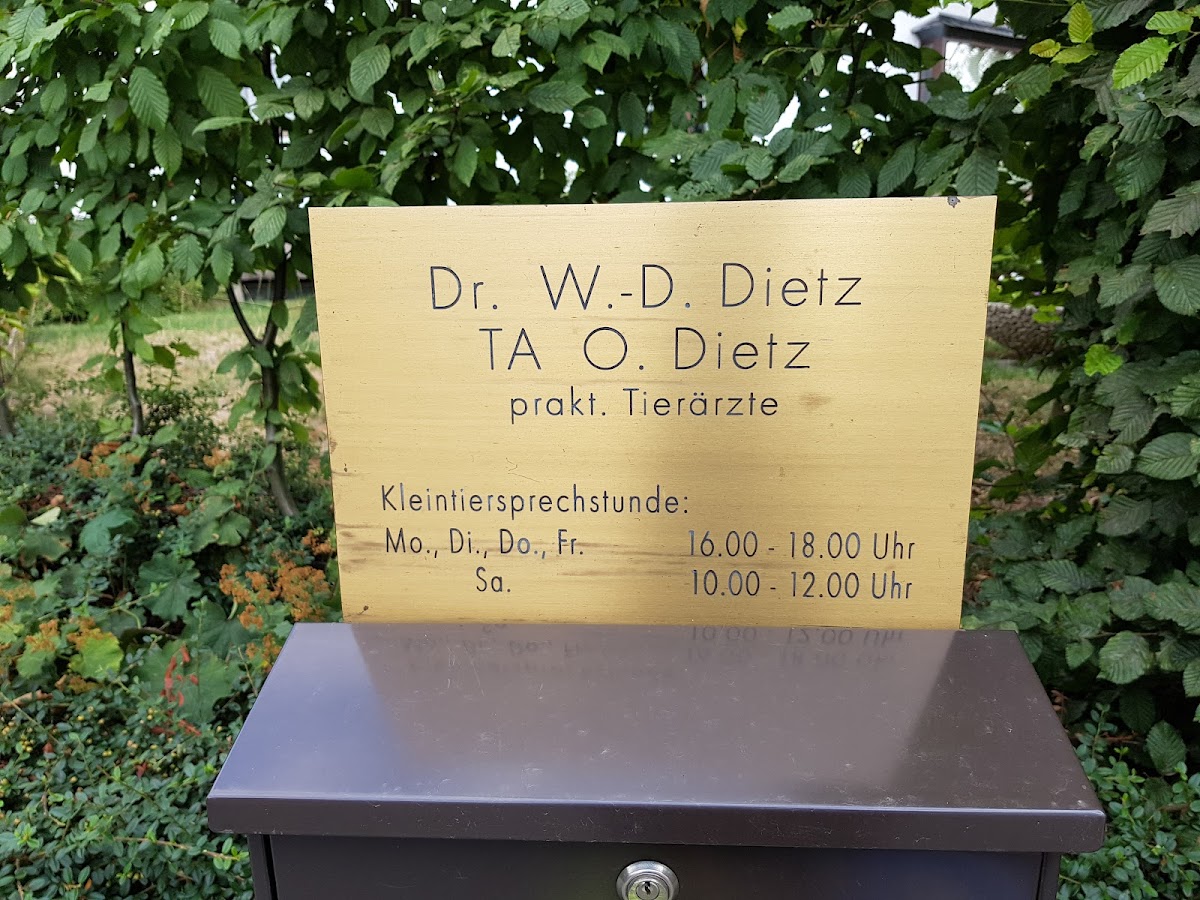 Dr. W.-D. Dietz
TA O. Dietz
prakt. Tierärzte
Kleintiersprechstunde:
Mo., Di., Do., Fr. 16.00 - 18.00 Uhr
Sa. 10.00 - 12.00 Uhr